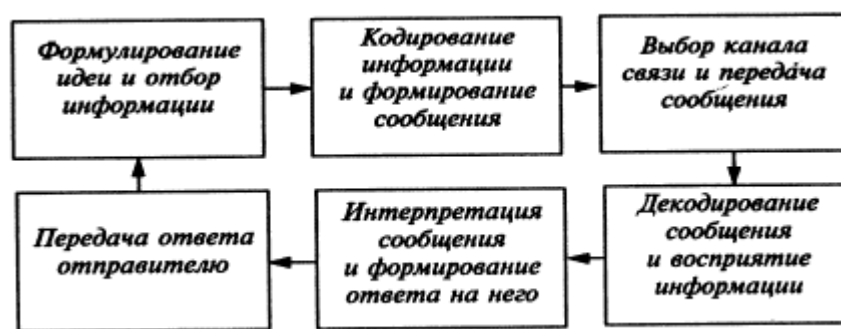 Формулирование
идеи и отбор
информации
Кодирование
информации
и формирование
сообщения
Выбор канала
связи и передача
сообщения
Декодирование
сообщения
и восприятие
информации
Интерпретация
сообщения
и формирование
ответа на него
Передача ответа
отправителю